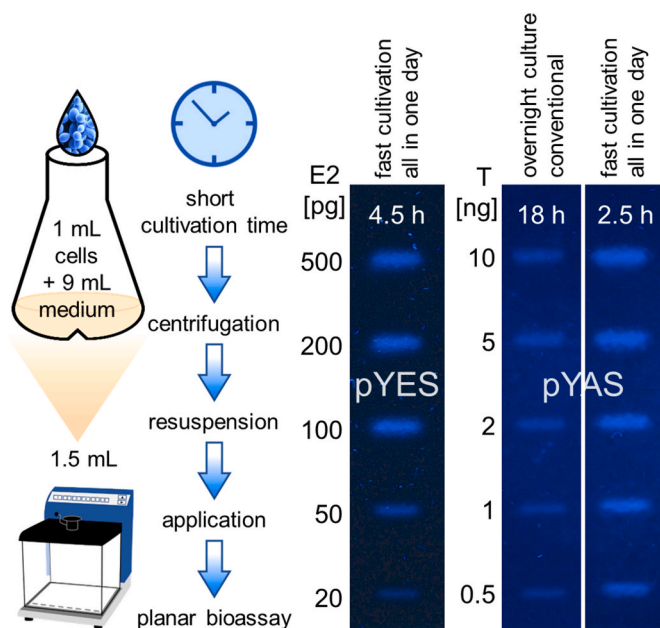 short
cultivation time
1 mL
cells
+ 9 mL
medium
centrifugation
resuspension
1.5 mL
application
planar bioassay
E2
[pg]
fast cultivation
all in one day
4.5 h
500
200
100
50
20
pYES
T
[ng]
overnight culture
conventional
fast cultivation
all in one day
18 h
2.5 h
10
5
2
1
0.5
pYAS